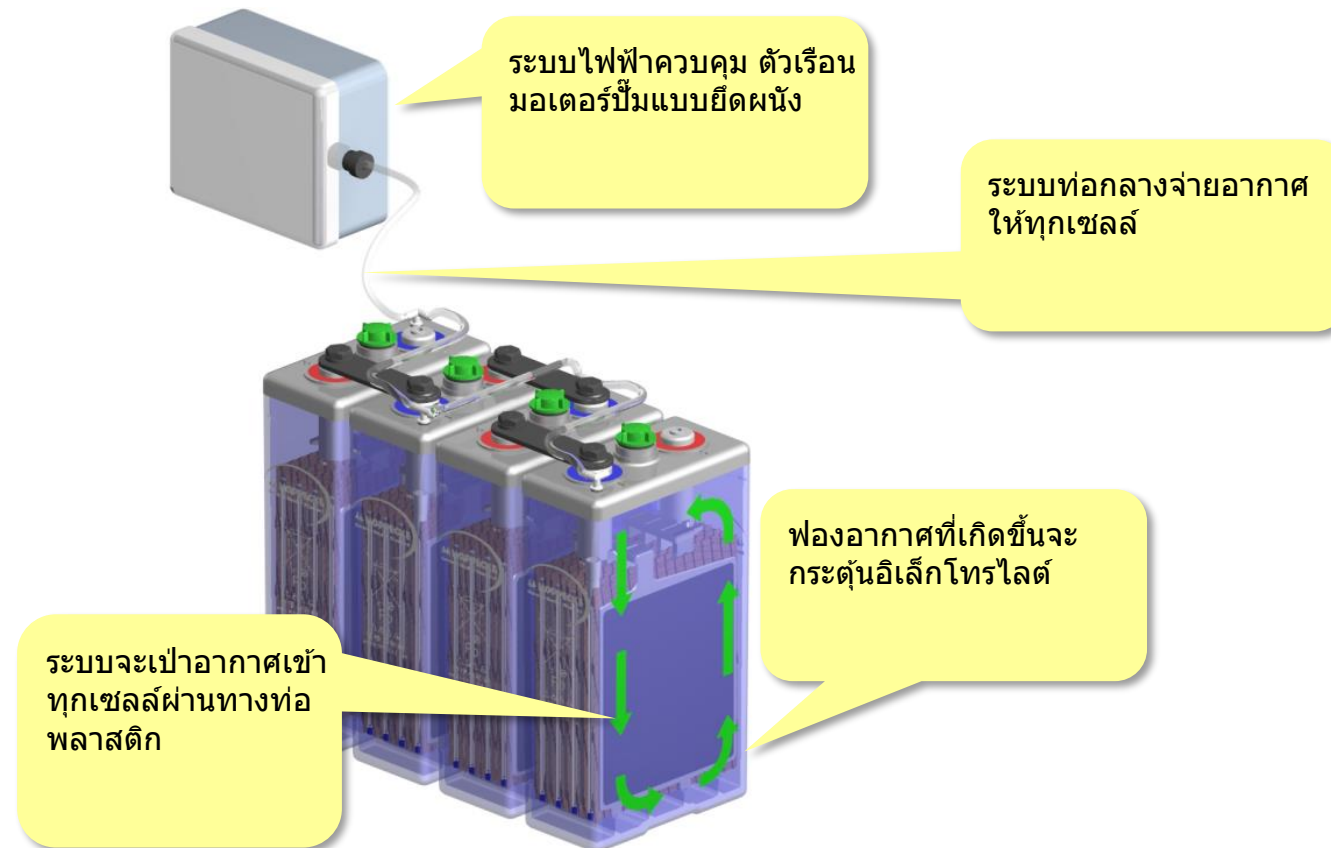 ระบบไฟฟ้าควบคุม ตัวเรือน
มอเตอร์ปั๊มแบบยึดผนัง
ระบบท่อกลางจ่ายอากาศ
ให้ทุกเซลล์
ฟองอากาศที่เกิดขึ้นจะ
กระตุ้นอิเล็กโทรไลต์
ระบบจะเป่าอากาศเข้า
ทุกเซลล์ผ่านทางท่อ
พลาสติก